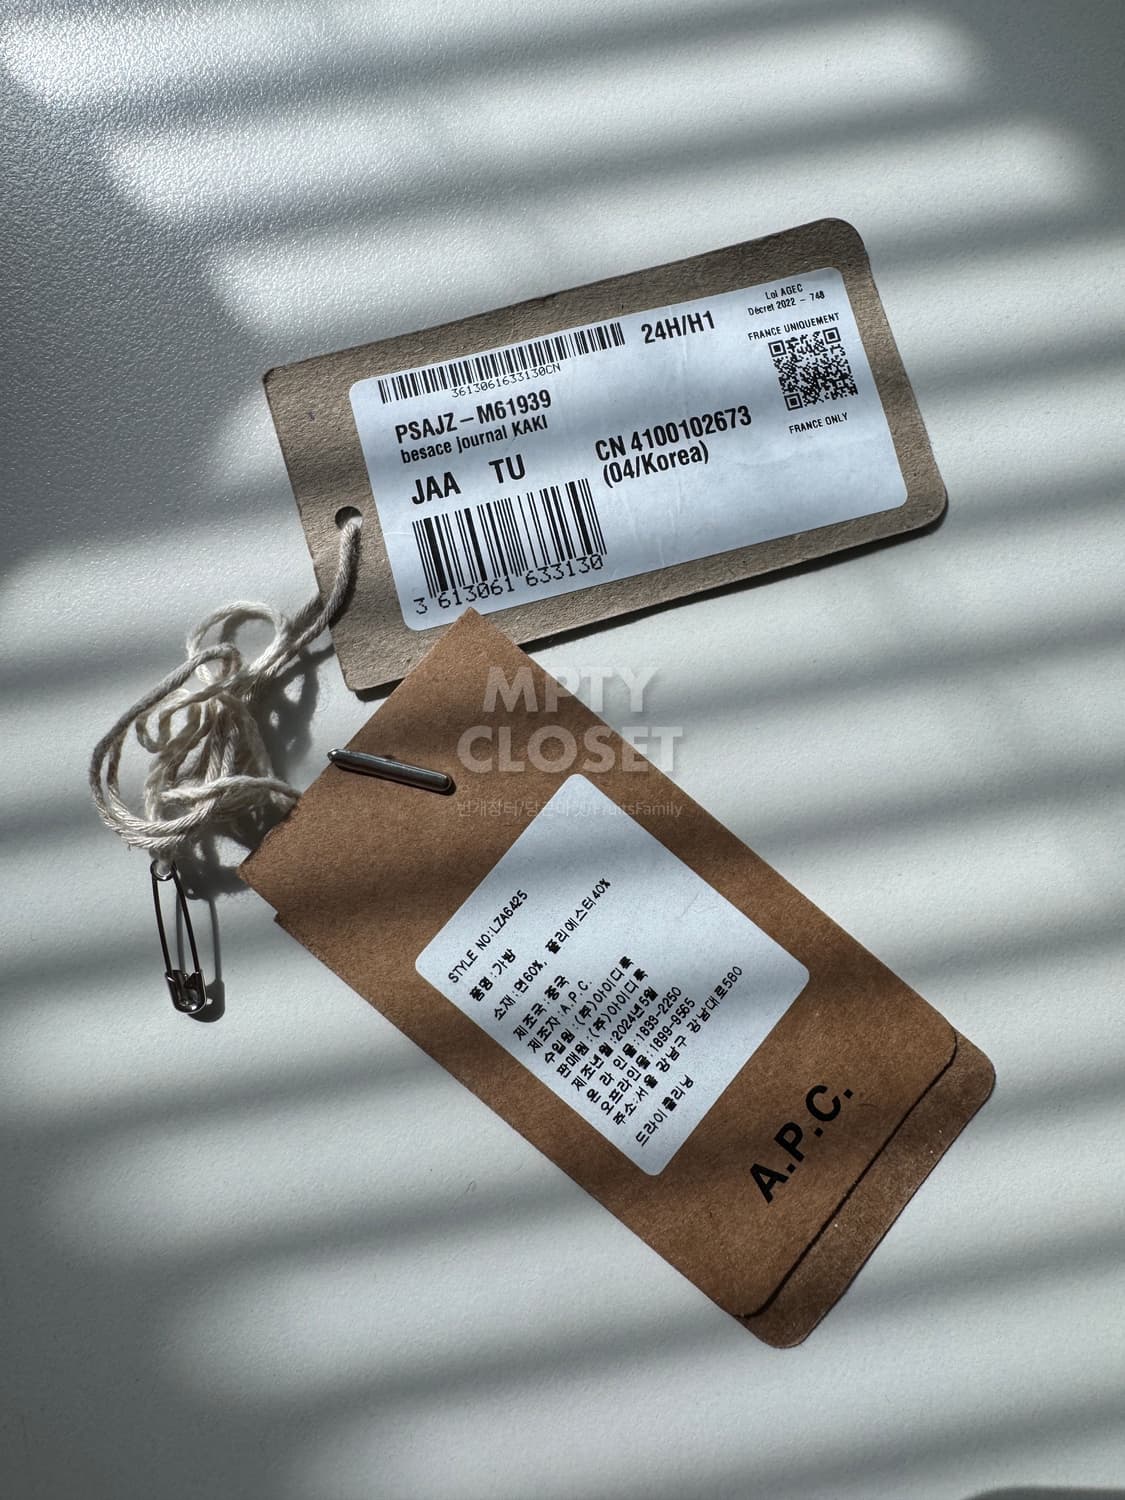 Loi AGEC
Décret 2022 - 748
FRANCE UNIQUEMENT
FRANCE ONLY
24H/H1
3613061633130CN
PSAJZ-M61939
besace journal KAKI
JAA TU
CN 4100102673
(04/Korea)
3 613061 633130
MPTY
CLOSET
STYLE NO:LZA6425
품명:가방
소재:면60%, 폴리에스터40%
제조국:중국
제조자:A.P.C.
수입원:(주)아이디룩
판매원:(주)아이디룩
제조년월:2024년5월
온 라 인 몰:1833-2250
오프라인몰:1899-9565
주소:서울 강남구 강남대로580
드라이클리닝
A.P.C.